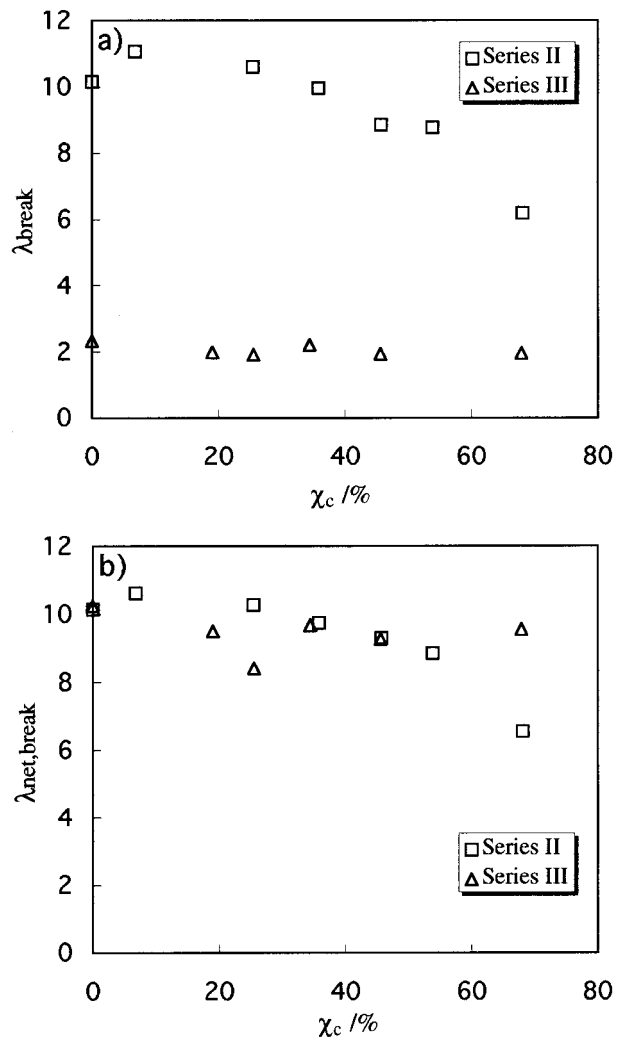 a)
12
10
8
6
4
2
0
λbreak
□ Series II
△ Series III
0 20 40 60 80
χc /%
b)
12
10
8
6
4
2
0
λnet,break
□ Series II
△ Series III
0 20 40 60 80
χc /%